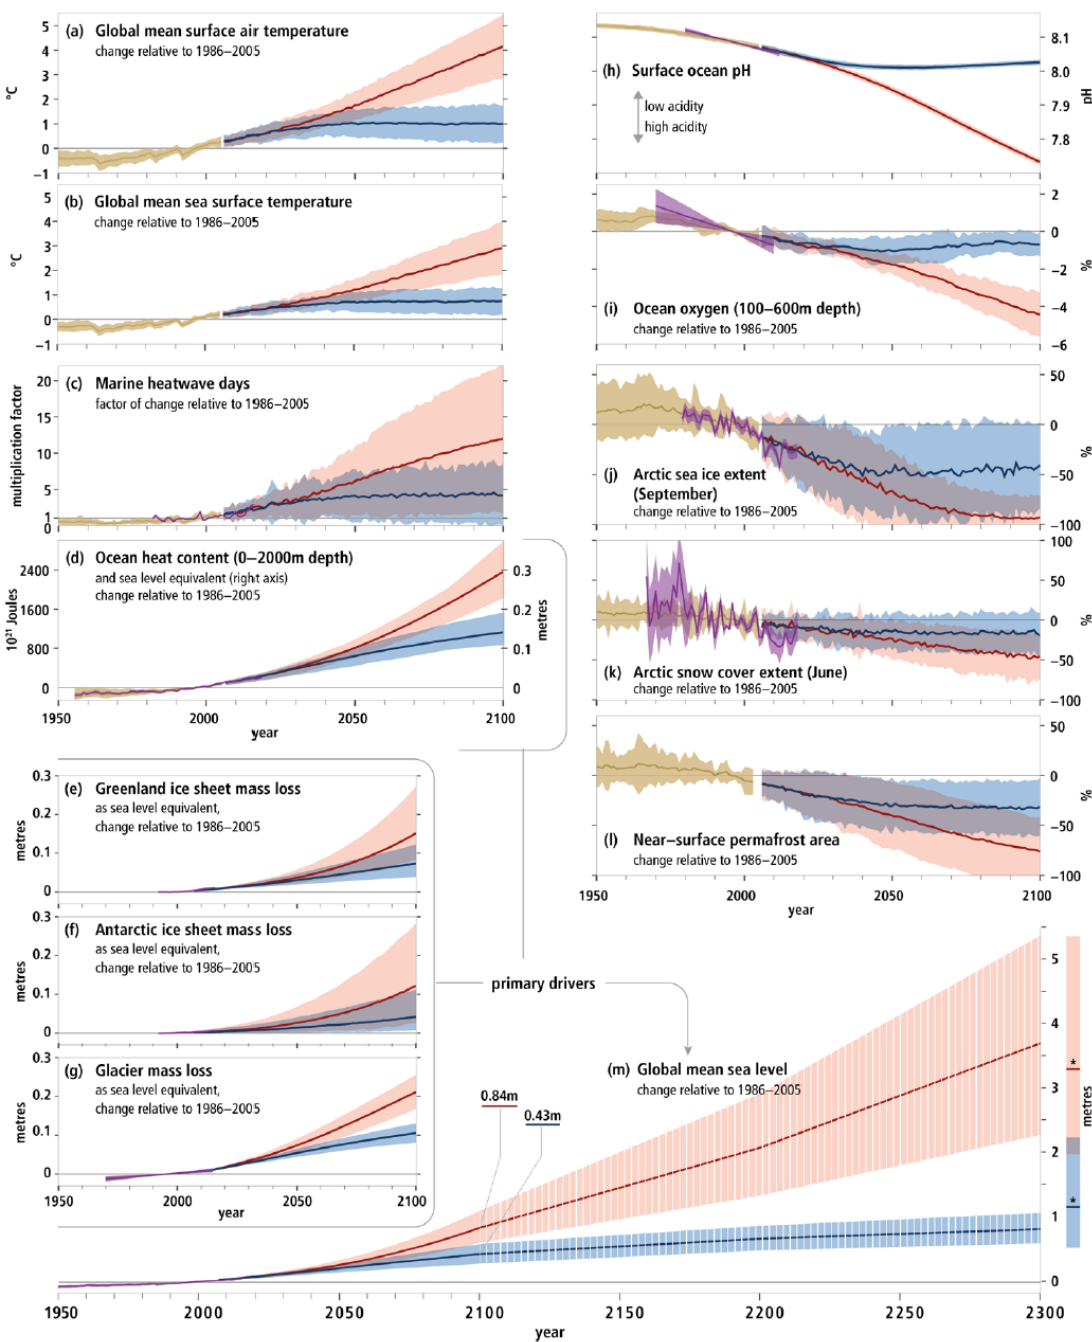 (a) Global mean surface air temperature
change relative to 1986–2005
°C
5
4
3
2
1
0
−1
(b) Global mean sea surface temperature
change relative to 1986–2005
°C
5
4
3
2
1
0
−1
(c) Marine heatwave days
factor of change relative to 1986–2005
multiplication factor
20
15
10
5
1
0
(d) Ocean heat content (0–2000m depth)
and sea level equivalent (right axis)
change relative to 1986–2005
10²¹ Joules
2400
1600
800
0
0.3
0.2
0.1
0
metres
1950 2000 2050 2100
year
(e) Greenland ice sheet mass loss
as sea level equivalent,
change relative to 1986–2005
metres
0.3
0.2
0.1
0
(f) Antarctic ice sheet mass loss
as sea level equivalent,
change relative to 1986–2005
metres
0.3
0.2
0.1
0
(g) Glacier mass loss
as sea level equivalent,
change relative to 1986–2005
metres
0.3
0.2
0.1
0
1950 2000 2050 2100
year
(h) Surface ocean pH
low acidity
high acidity
8.1
8.0
7.9
7.8
pH
(i) Ocean oxygen (100–600m depth)
change relative to 1986–2005
2
0
−2
−4
−6
%
(j) Arctic sea ice extent
(September)
change relative to 1986–2005
50
0
−50
−100
%
(k) Arctic snow cover extent (June)
change relative to 1986–2005
100
50
0
−50
−100
%
(l) Near–surface permafrost area
change relative to 1986–2005
50
0
−50
−100
%
1950 2000 2050 2100
year
primary drivers
(m) Global mean sea level
change relative to 1986–2005
0.84m
0.43m
5
4
3
2
1
0
metres
*
*
1950 2000 2050 2100 2150 2200 2250 2300
year